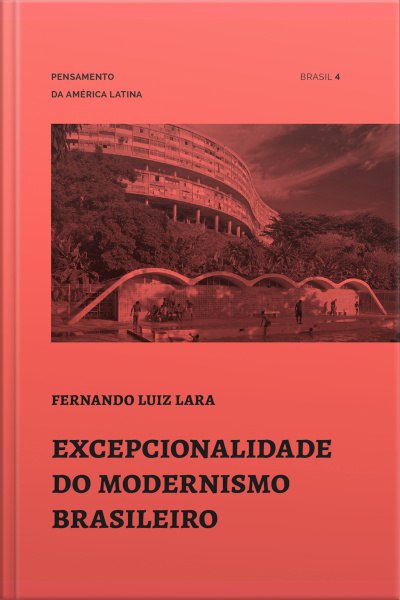 PENSAMENTO
DA AMÉRICA LATINA
BRASIL 4
FERNANDO LUIZ LARA
EXCEPCIONALIDADE
DO MODERNISMO
BRASILEIRO